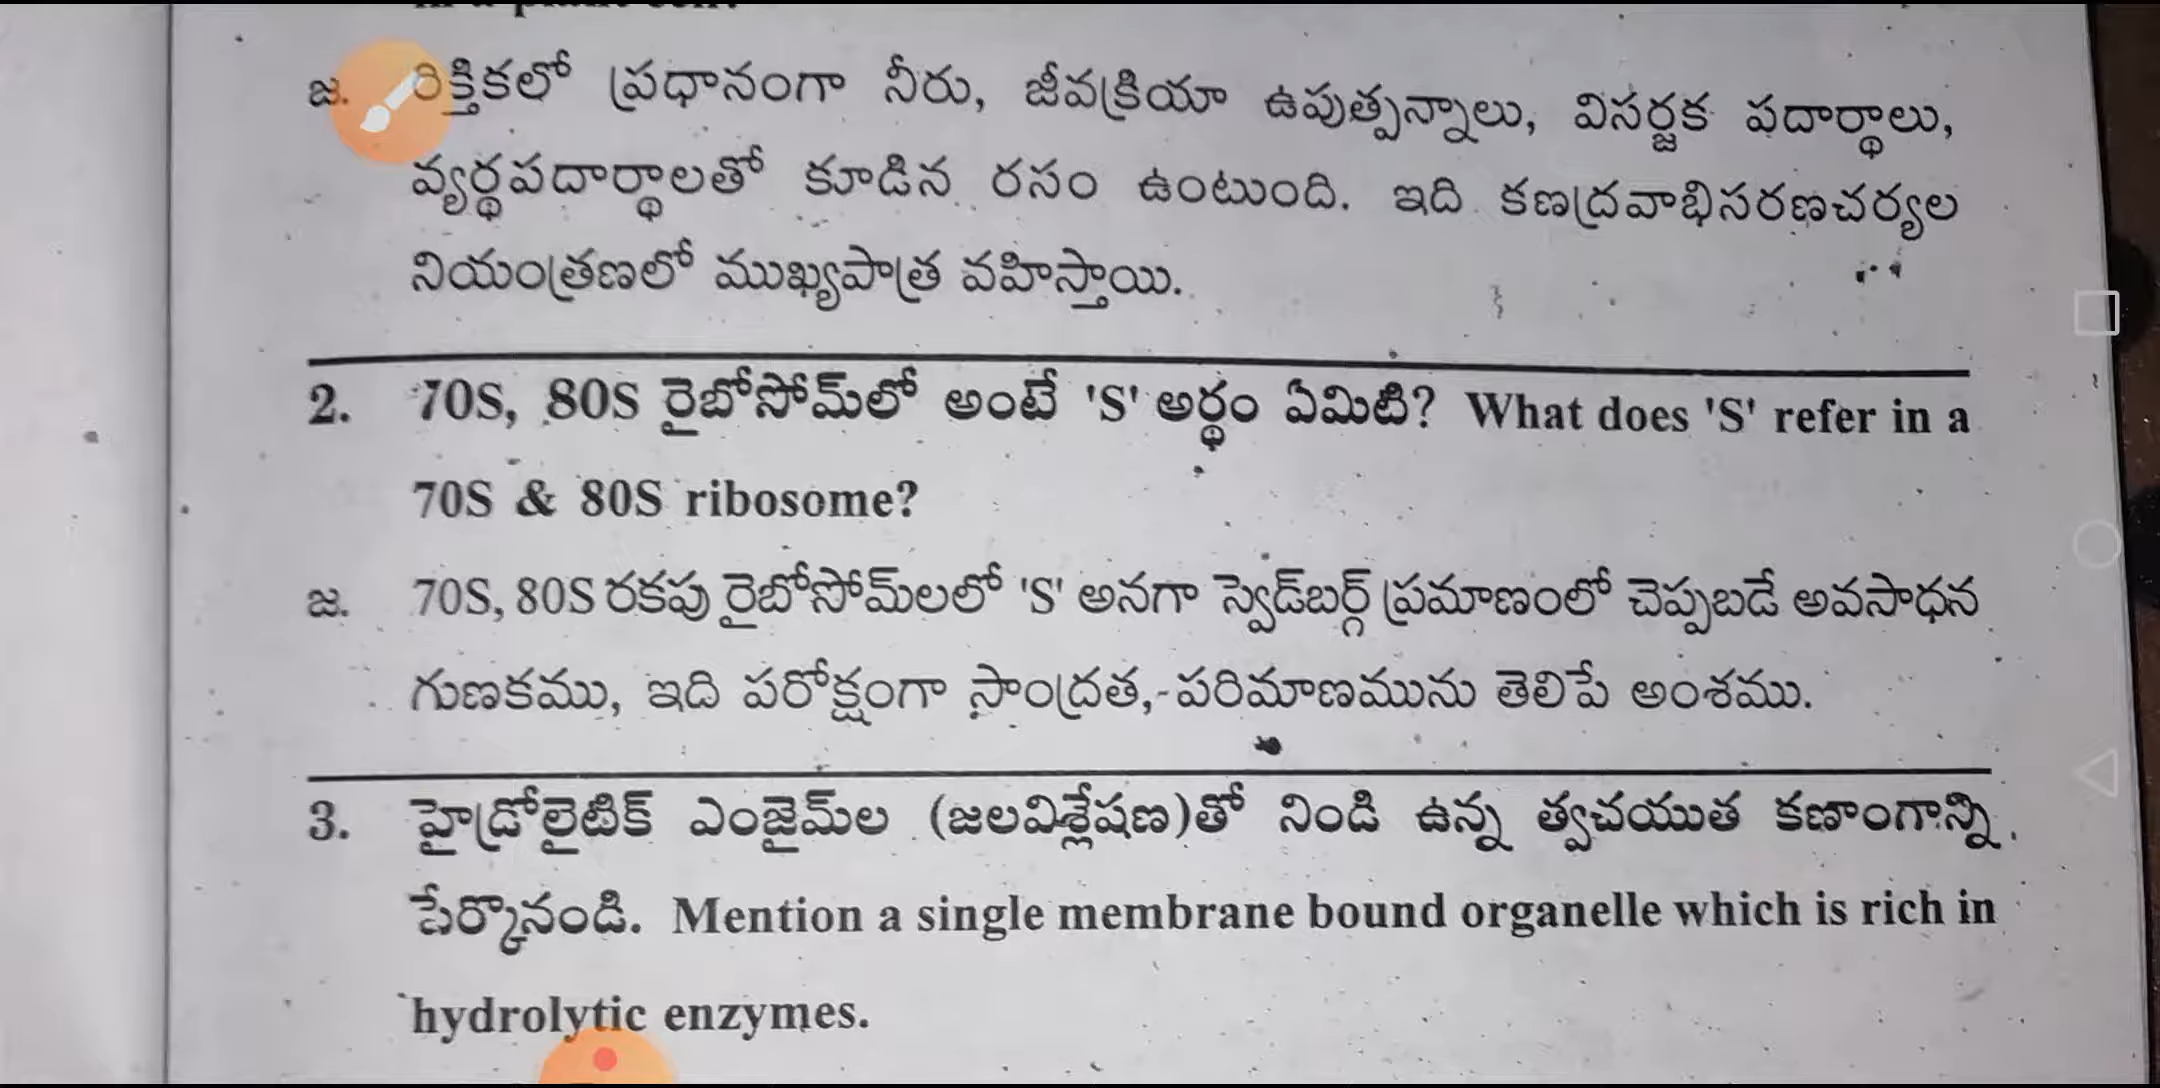 జ. రిక్తికలో ప్రధానంగా నీరు, జీవక్రియా ఉపుత్పన్నాలు, విసర్జక పదార్థాలు,
వ్యర్థపదార్థాలతో కూడిన రసం ఉంటుంది. ఇది కణద్రవాభిసరణచర్యల
నియంత్రణలో ముఖ్యపాత్ర వహిస్తాయి.
2. 70S, 80S రైబోసోమ్‌లో అంటే 'S' అర్థం ఏమిటి? What does 'S' refer in a
70S & 80S ribosome?
జ. 70S, 80S రకపు రైబోసోమ్‌లలో 'S' అనగా స్వెడ్‌బర్గ్ ప్రమాణంలో చెప్పబడే అవసాధన
గుణకము, ఇది పరోక్షంగా సాంద్రత,-పరిమాణమును తెలిపే అంశము.
3. హైడ్రోలైటిక్ ఎంజైమ్‌ల (జలవిశ్లేషణ)తో నిండి ఉన్న త్వచయుత కణాంగాన్ని
పేర్కొనండి. Mention a single membrane bound organelle which is rich in
hydrolytic enzymes.